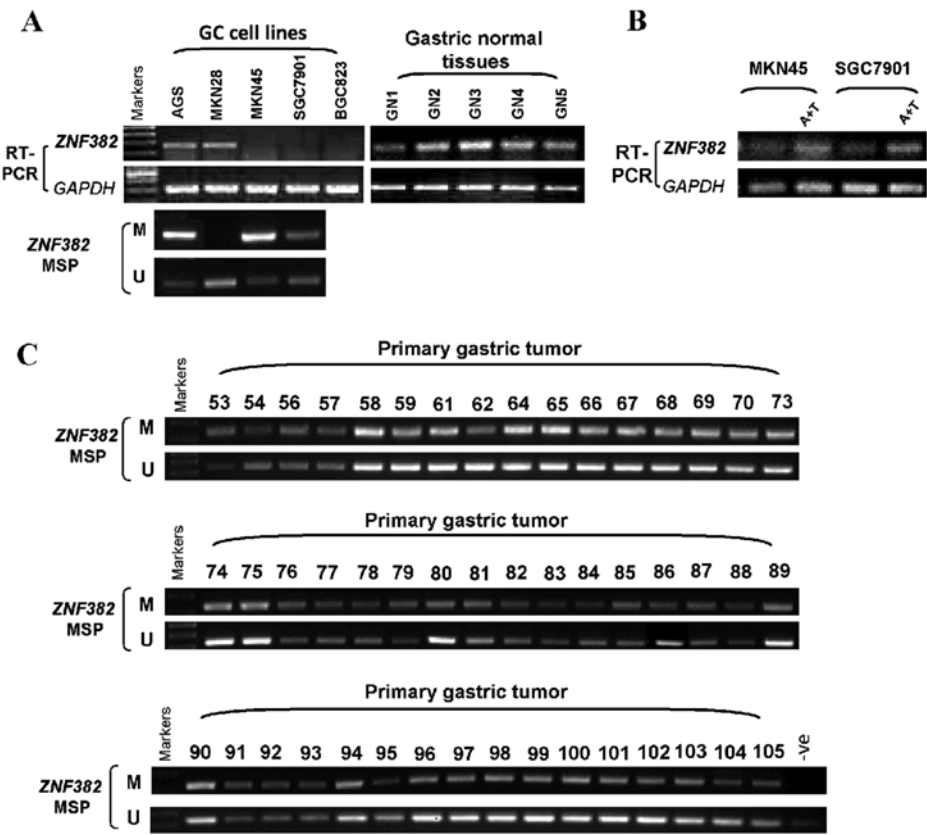 A
GC cell lines
Gastric normal
tissues
Markers
AGS
MKN28
MKN45
SGC7901
BGC823
GN1
GN2
GN3
GN4
GN5
RT-
PCR
ZNF382
GAPDH
ZNF382
MSP
M
U
B
MKN45 SGC7901
A+T
A+T
RT-
PCR
ZNF382
GAPDH
C
Primary gastric tumor
Markers
53 54 56 57 58 59 61 62 64 65 66 67 68 69 70 73
ZNF382
MSP
M
U
Primary gastric tumor
Markers
74 75 76 77 78 79 80 81 82 83 84 85 86 87 88 89
ZNF382
MSP
M
U
Primary gastric tumor
Markers
90 91 92 93 94 95 96 97 98 99 100 101 102 103 104 105 -ve
ZNF382
MSP
M
U